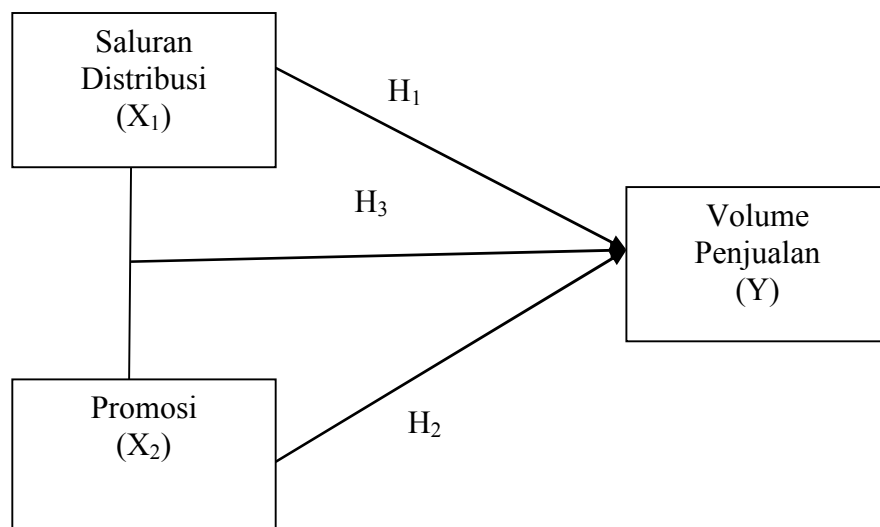 Saluran
Distribusi
(X₁)
H₁
H₃
Volume
Penjualan
(Y)
Promosi
(X₂)
H₂